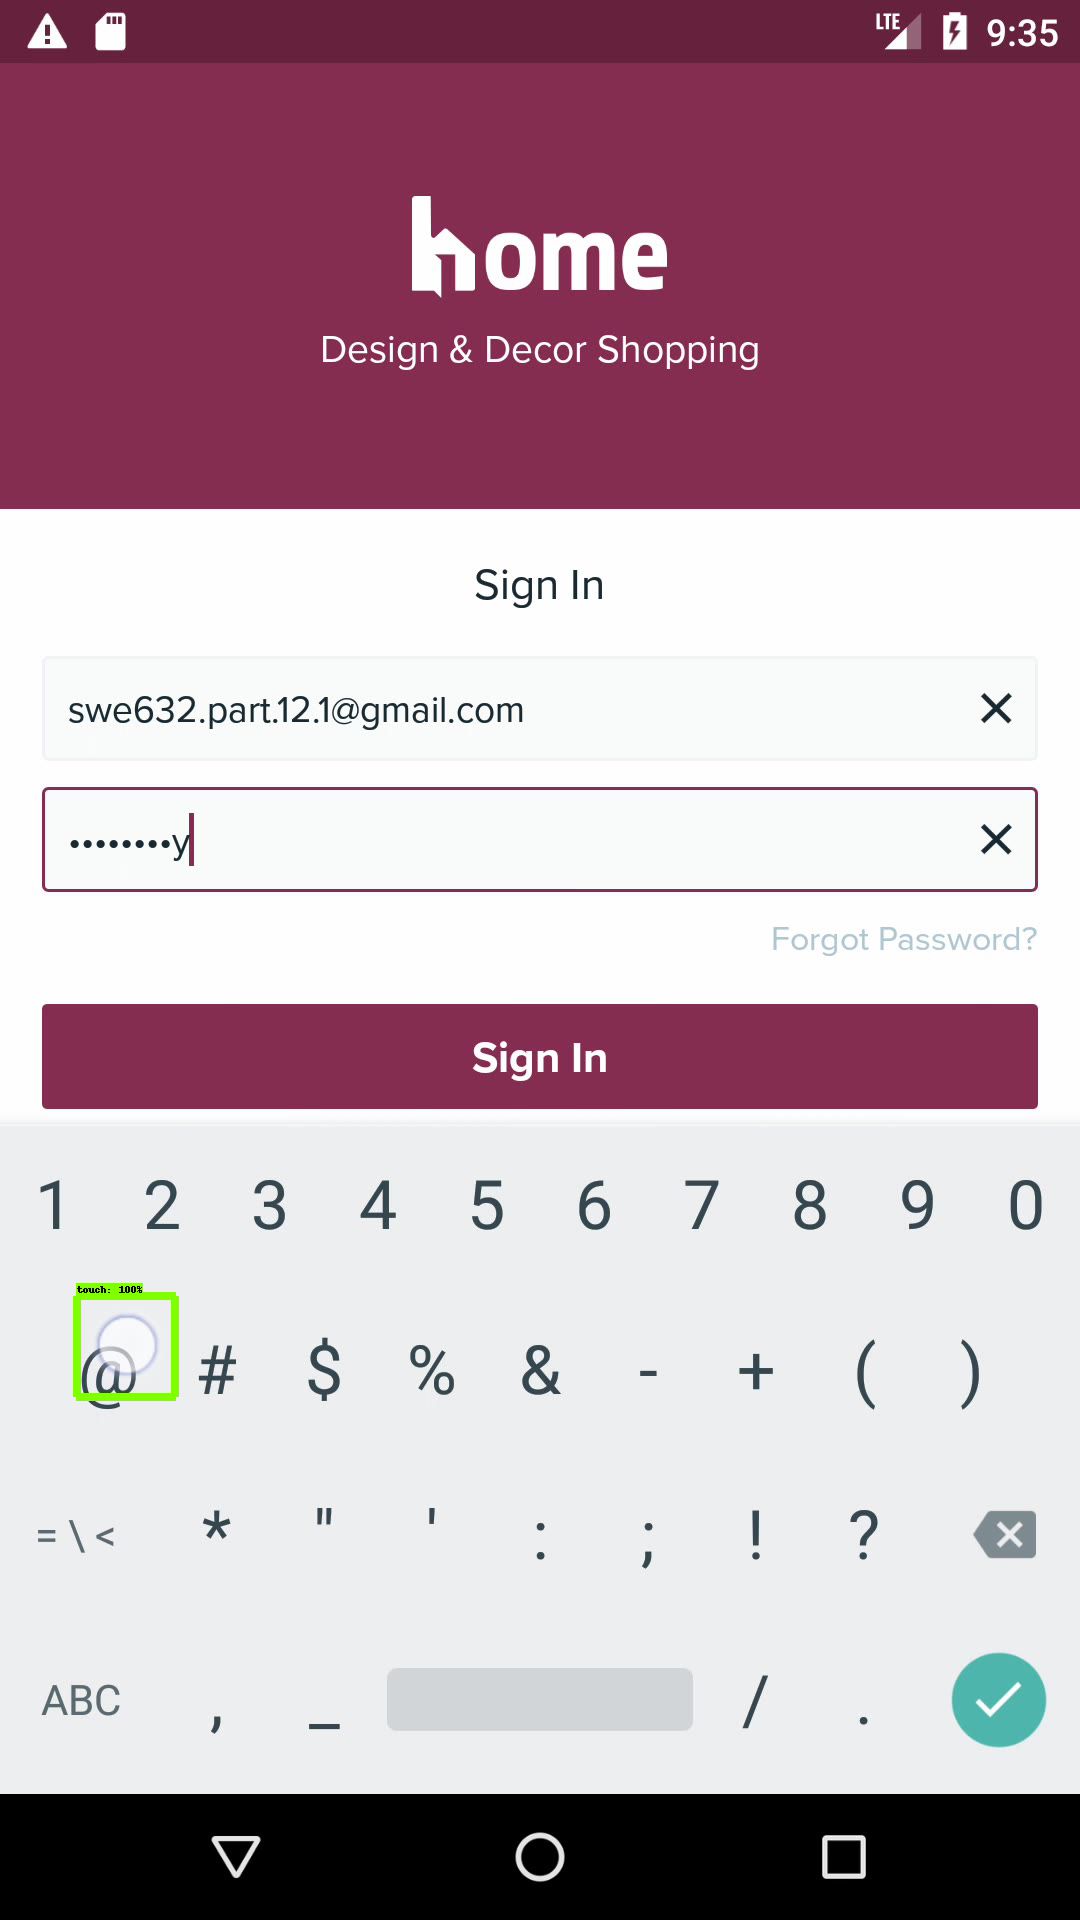 LTE 9:35
home
Design & Decor Shopping
Sign In
swe632.part.12.1@gmail.com
••••••••y
Forgot Password?
Sign In
1 2 3 4 5 6 7 8 9 0
touch: 100%
@ # $ % & - + ( )
= \ < * " ' : ; ! ?
ABC , _ / .